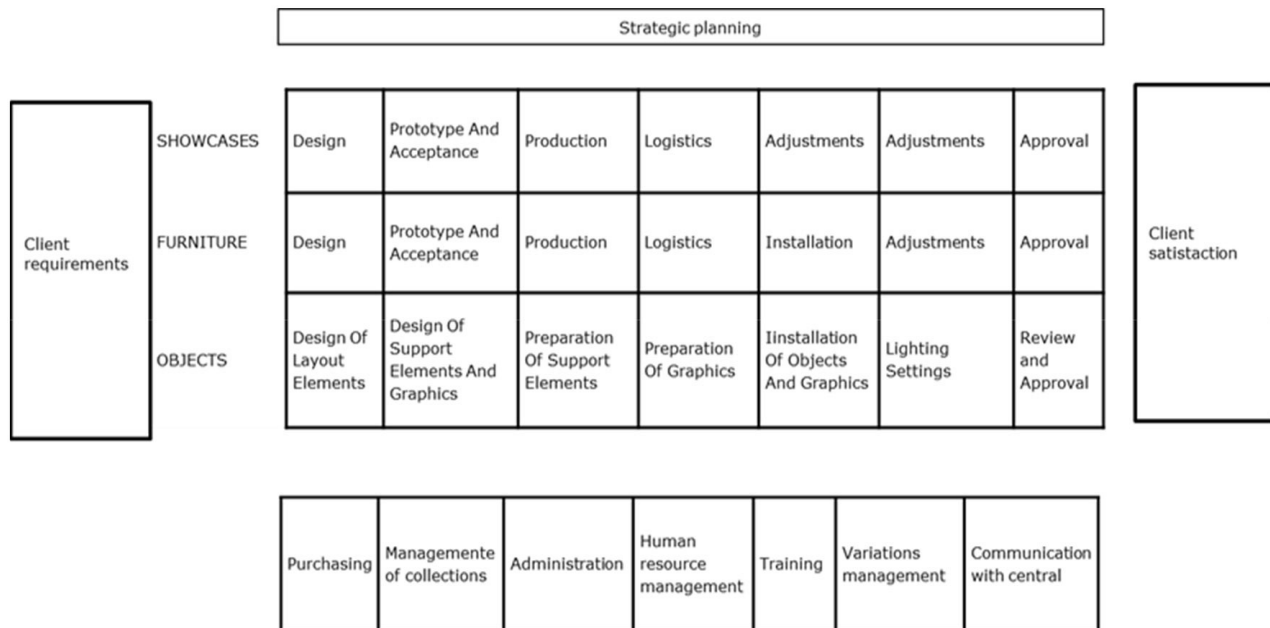 Strategic planning
Client
requirements
SHOWCASES
Design
Prototype And
Acceptance
Production
Logistics
Adjustments
Adjustments
Approval
FURNITURE
Design
Prototype And
Acceptance
Production
Logistics
Installation
Adjustments
Approval
OBJECTS
Design Of
Layout
Elements
Design Of
Support
Elements And
Graphics
Preparation
Of Support
Elements
Preparation
Of Graphics
Iinstallation
Of Objects
And Graphics
Lighting
Settings
Review
and
Approval
Client
satistaction
Purchasing
Managemente
of collections
Administration
Human
resource
management
Training
Variations
management
Communication
with central